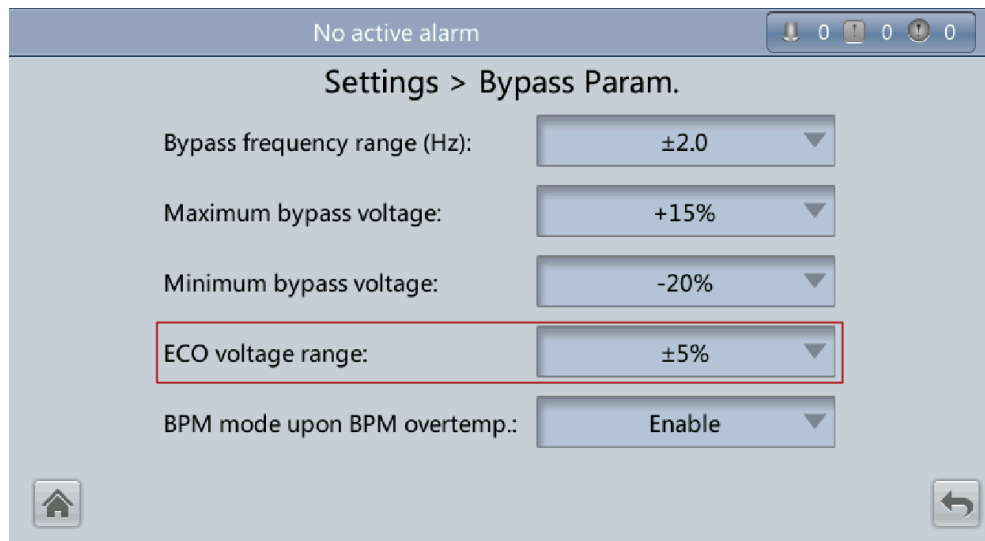 No active alarm 0 0 0
Settings > Bypass Param.
Bypass frequency range (Hz): ±2.0
Maximum bypass voltage: +15%
Minimum bypass voltage: -20%
ECO voltage range: ±5%
BPM mode upon BPM overtemp.: Enable